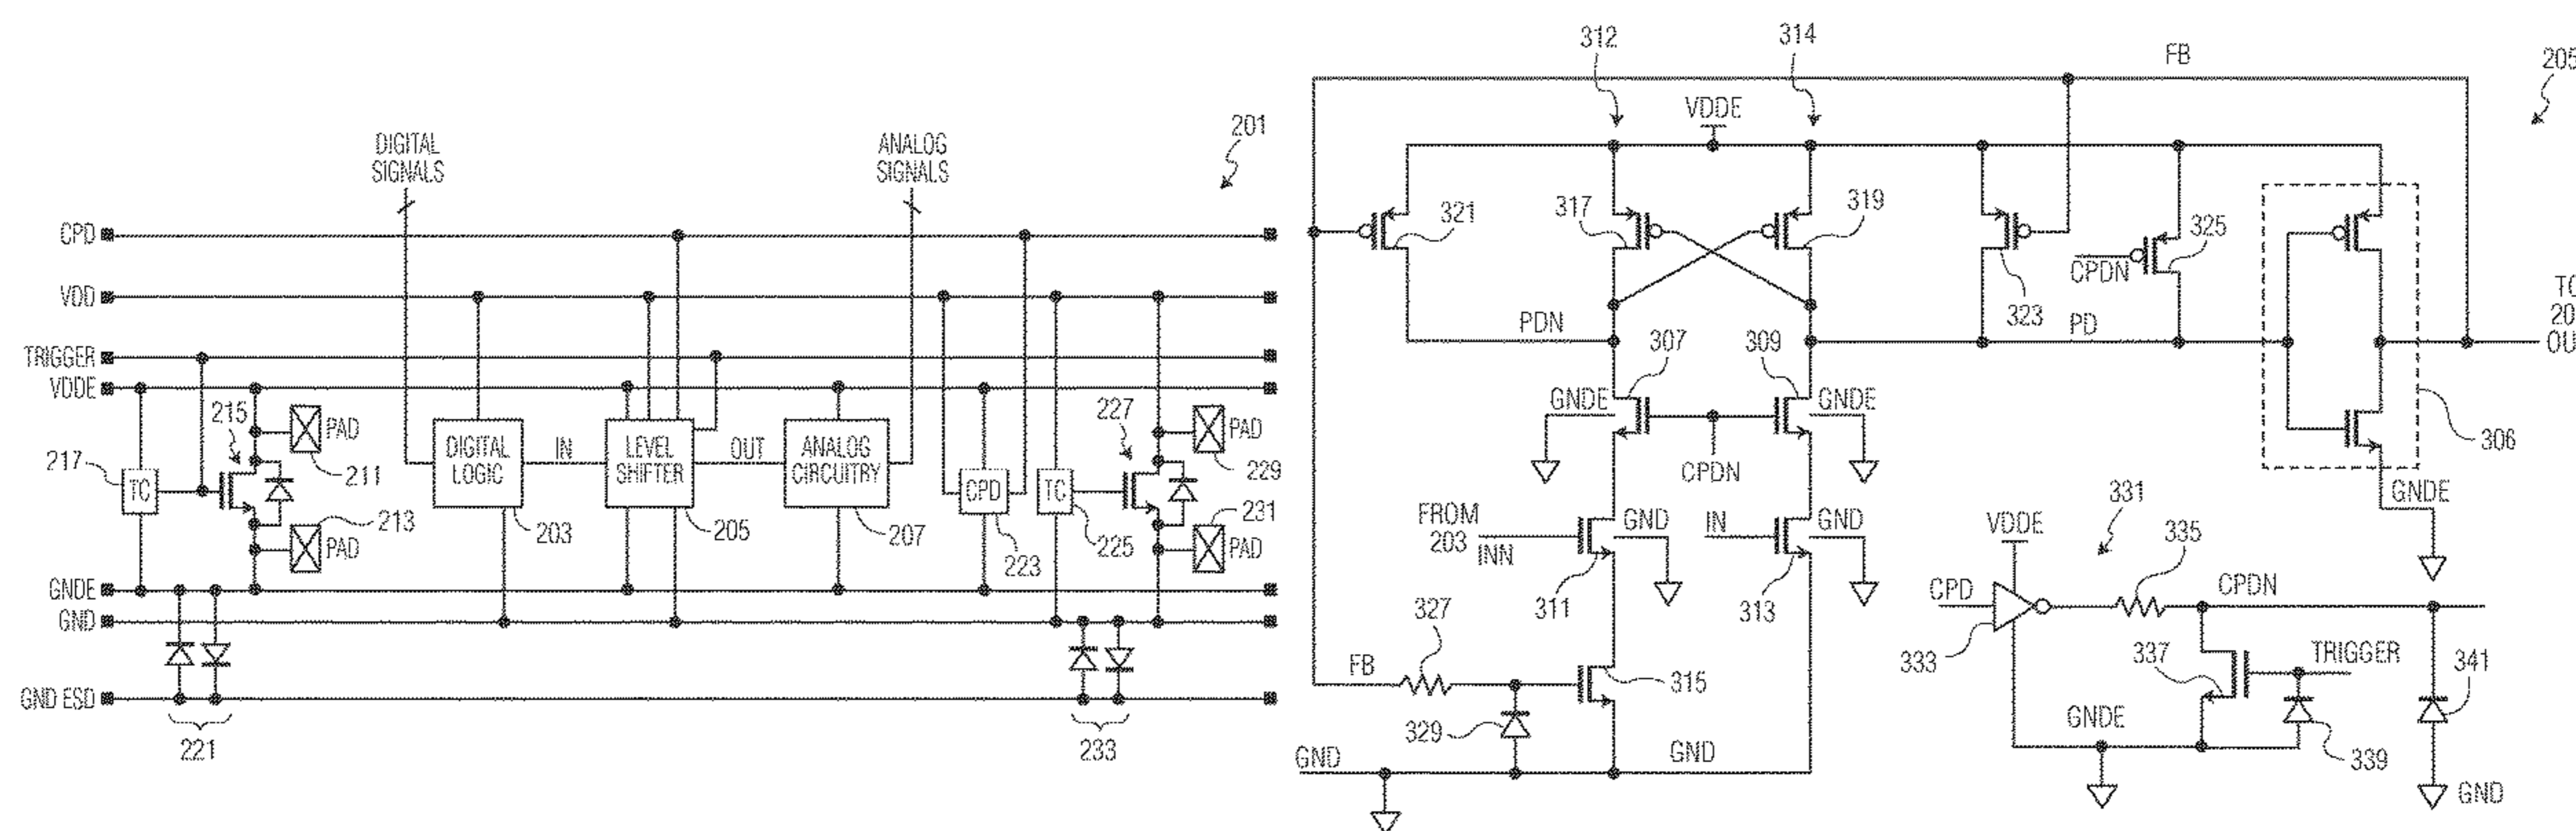 201
DIGITAL
SIGNALS
ANALOG
SIGNALS
CPD
VDD
TRIGGER
VDDE
215
PAD
211
217
TC
213
PAD
DIGITAL
LOGIC
203
IN
LEVEL
SHIFTER
205
OUT
ANALOG
CIRCUITRY
207
CPD
223
TC
225
227
PAD
229
231
PAD
GNDE
GND
GND ESD
221
233
312
314
FB
205
VDDE
321
317
319
323
CPDN
325
PDN
PD
OU
307
309
GNDE
GNDE
CPDN
306
GNDE
FROM
203
INN
GND
IN
GND
311
313
327
FB
329
315
GND
GND
331
VDDE
335
CPD
CPDN
333
337
TRIGGER
341
GNDE
339
GND